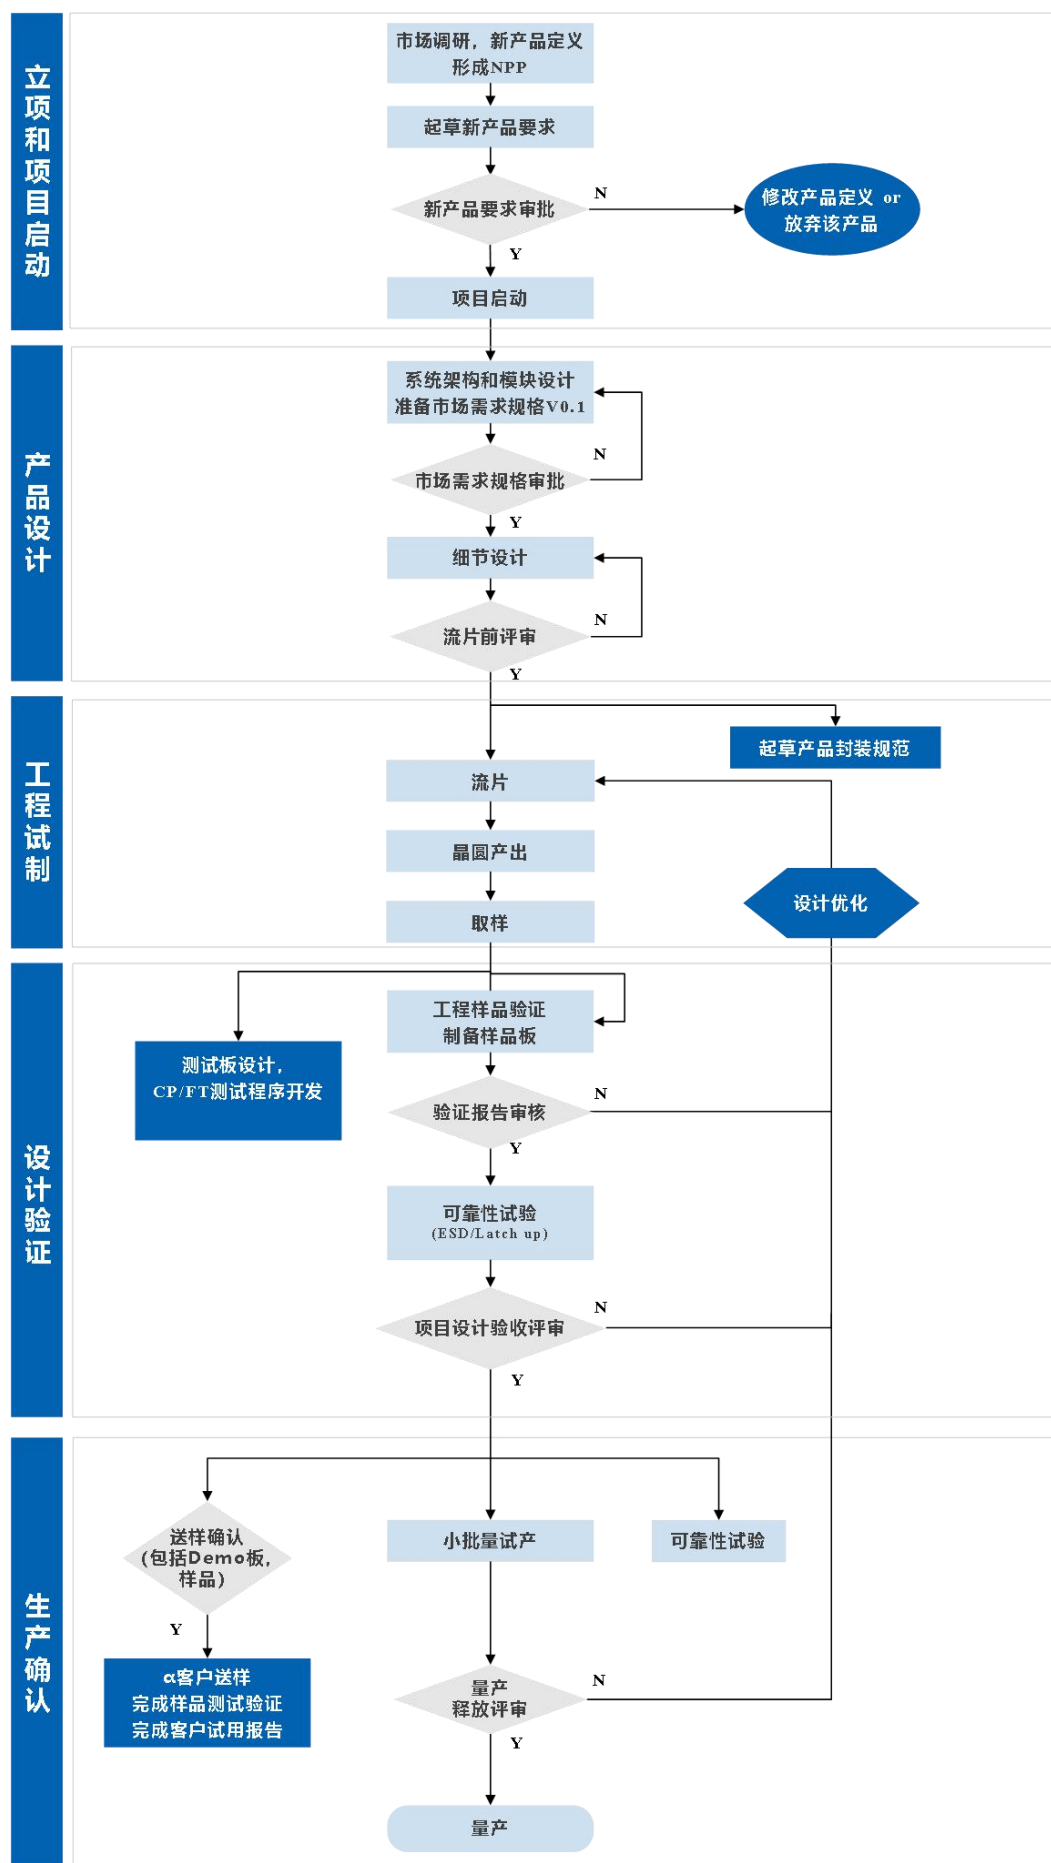 立项和项目启动
市场调研，新产品定义
形成NPP
起草新产品要求
新产品要求审批
N
修改产品定义 or
放弃该产品
Y
项目启动
产品设计
系统架构和模块设计
准备市场需求规格V0.1
N
市场需求规格审批
Y
细节设计
N
流片前评审
Y
工程试制
起草产品封装规范
流片
晶圆产出
设计优化
取样
设计验证
工程样品验证
制备样品板
测试板设计，
CP/FT测试程序开发
N
验证报告审核
Y
可靠性试验
(ESD/Latch up)
N
项目设计验收评审
Y
生产确认
送样确认
(包括Demo板，
样品)
小批量试产
可靠性试验
Y
α客户送样
完成样品测试验证
完成客户试用报告
N
量产
释放评审
Y
量产